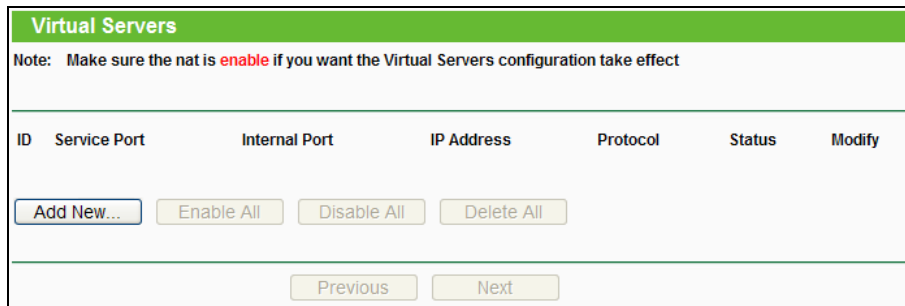 Virtual Servers
Note: Make sure the nat is enable if you want the Virtual Servers configuration take effect
ID Service Port Internal Port IP Address Protocol Status Modify
Add New... Enable All Disable All Delete All
Previous Next